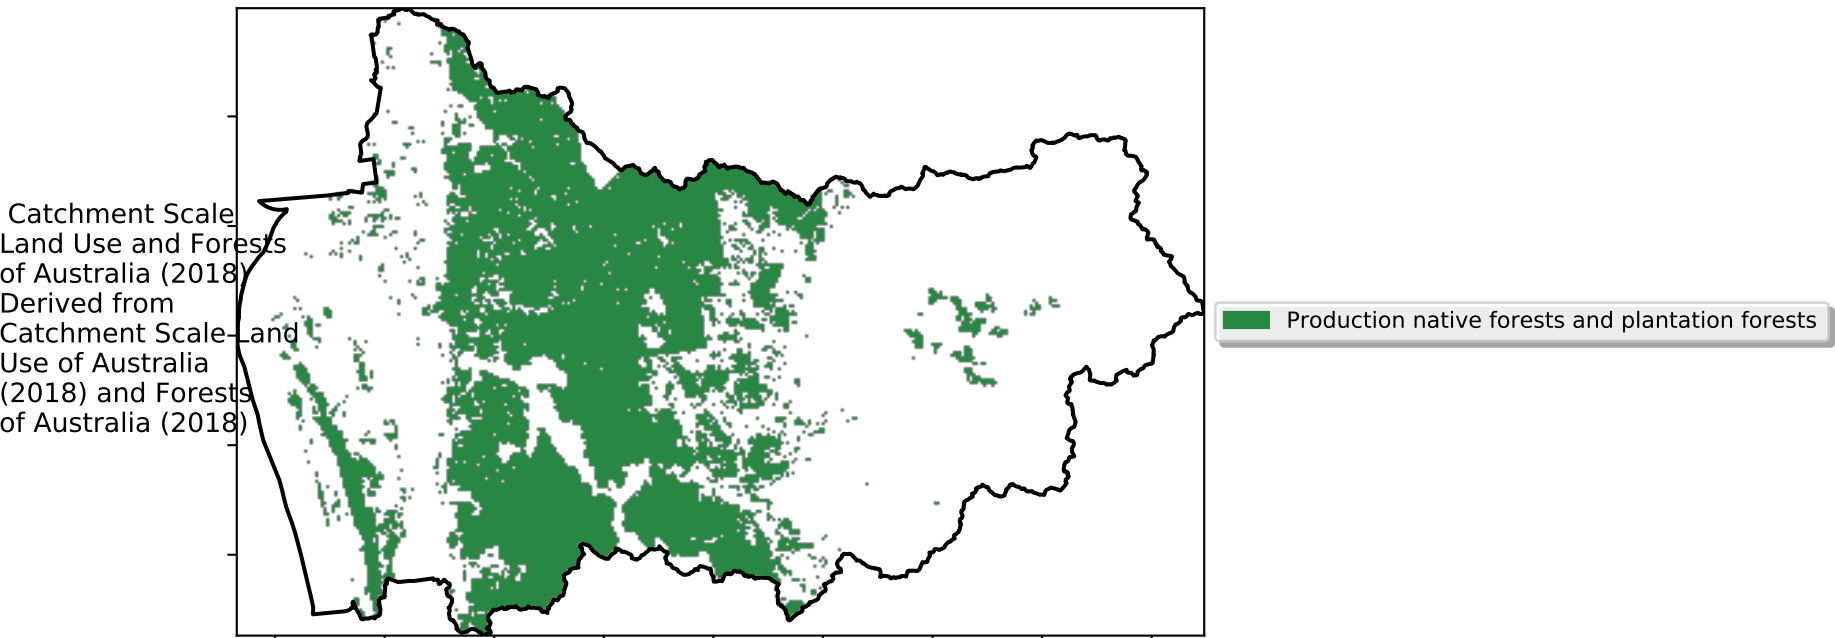 Catchment Scale
Land Use and Forests
of Australia (2018)
Derived from
Catchment Scale Land
Use of Australia
(2018) and Forests
of Australia (2018)
Production native forests and plantation forests